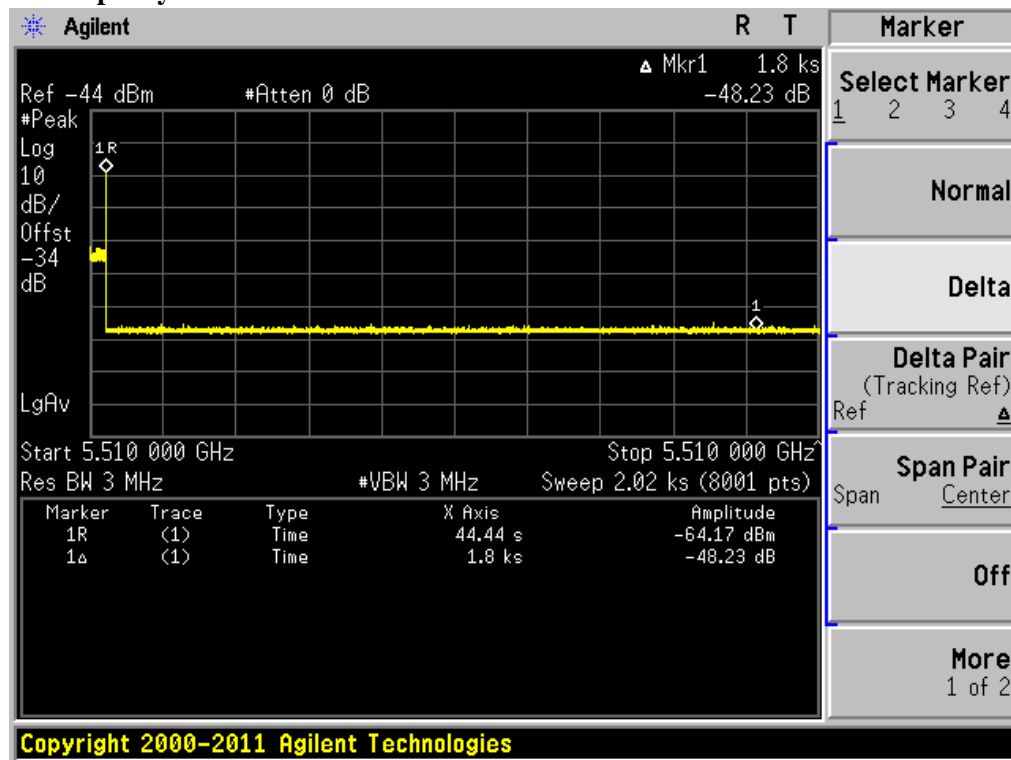 Agilent R T
Marker
Δ Mkr1 1.8 ks
Ref −44 dBm #Atten 0 dB −48.23 dB
#Peak
Log
10
dB/
Offst
−34
dB
LgAv
1R
1
Start 5.510 000 GHz Stop 5.510 000 GHz^
Res BW 3 MHz #VBW 3 MHz Sweep 2.02 ks (8001 pts)
Marker Trace Type X Axis Amplitude
1R (1) Time 44.44 s −64.17 dBm
1Δ (1) Time 1.8 ks −48.23 dB
Select Marker
1 2 3 4
Normal
Delta
Delta Pair
(Tracking Ref)
Ref Δ
Span Pair
Span Center
Off
More
1 of 2
Copyright 2000–2011 Agilent Technologies